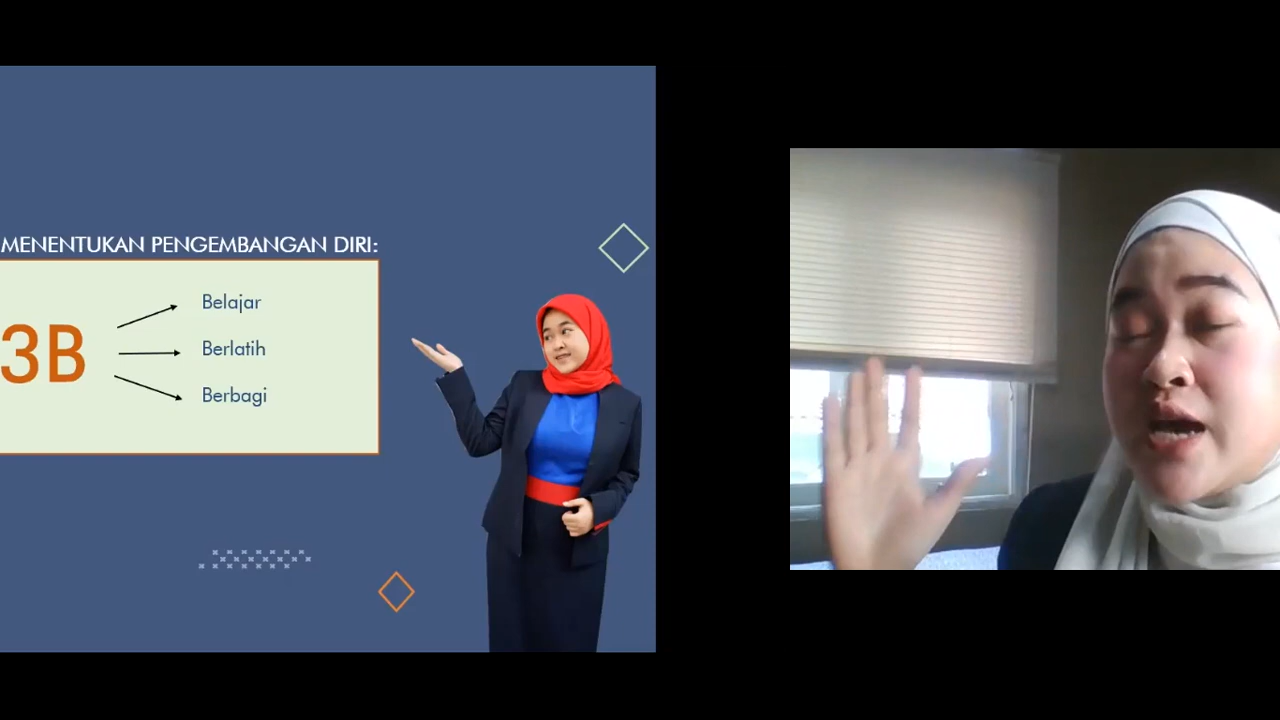 MENENTUKAN PENGEMBANGAN DIRI:
3B
Belajar
Berlatih
Berbagi